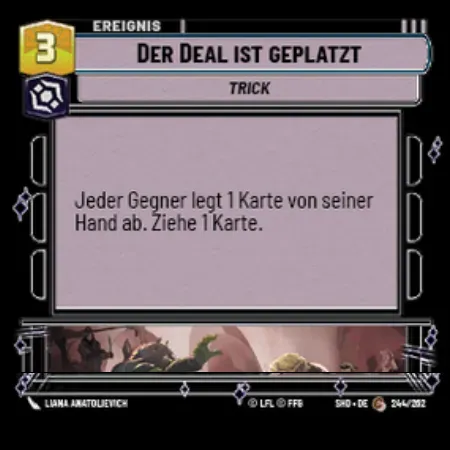 EREIGNIS
3
DER DEAL IST GEPLATZT
TRICK
Jeder Gegner legt 1 Karte von seiner
Hand ab. Ziehe 1 Karte.
LIANA ANATOLIEVICH
© LFL © FFG
SHD • DE
244/262